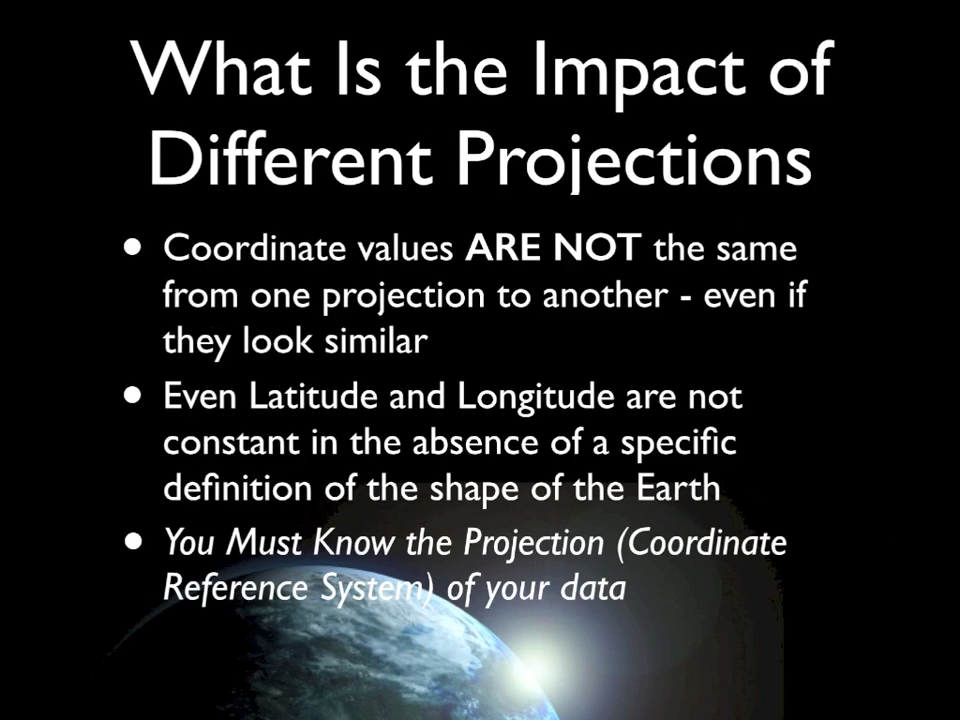 What Is the Impact of
Different Projections
• Coordinate values ARE NOT the same
from one projection to another - even if
they look similar
• Even Latitude and Longitude are not
constant in the absence of a specific
definition of the shape of the Earth
• You Must Know the Projection (Coordinate
Reference System) of your data